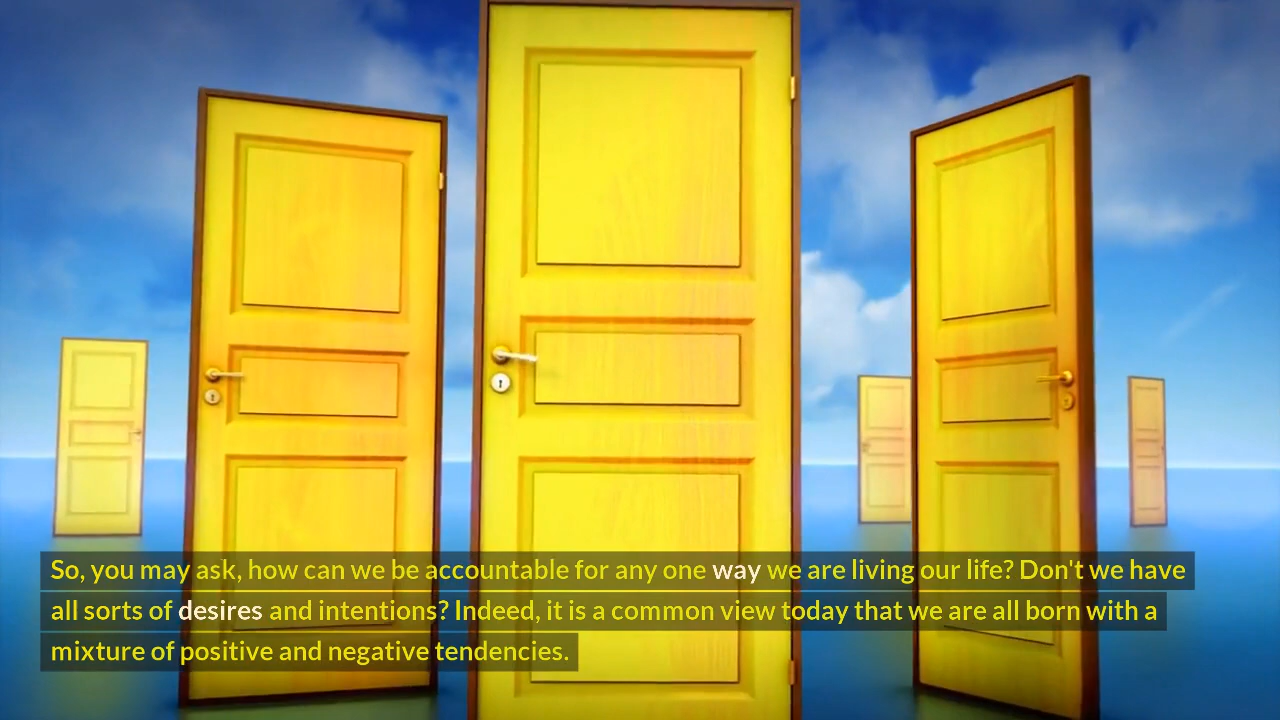 So, you may ask, how can we be accountable for any one way we are living our life? Don't we have
all sorts of desires and intentions? Indeed, it is a common view today that we are all born with a
mixture of positive and negative tendencies.